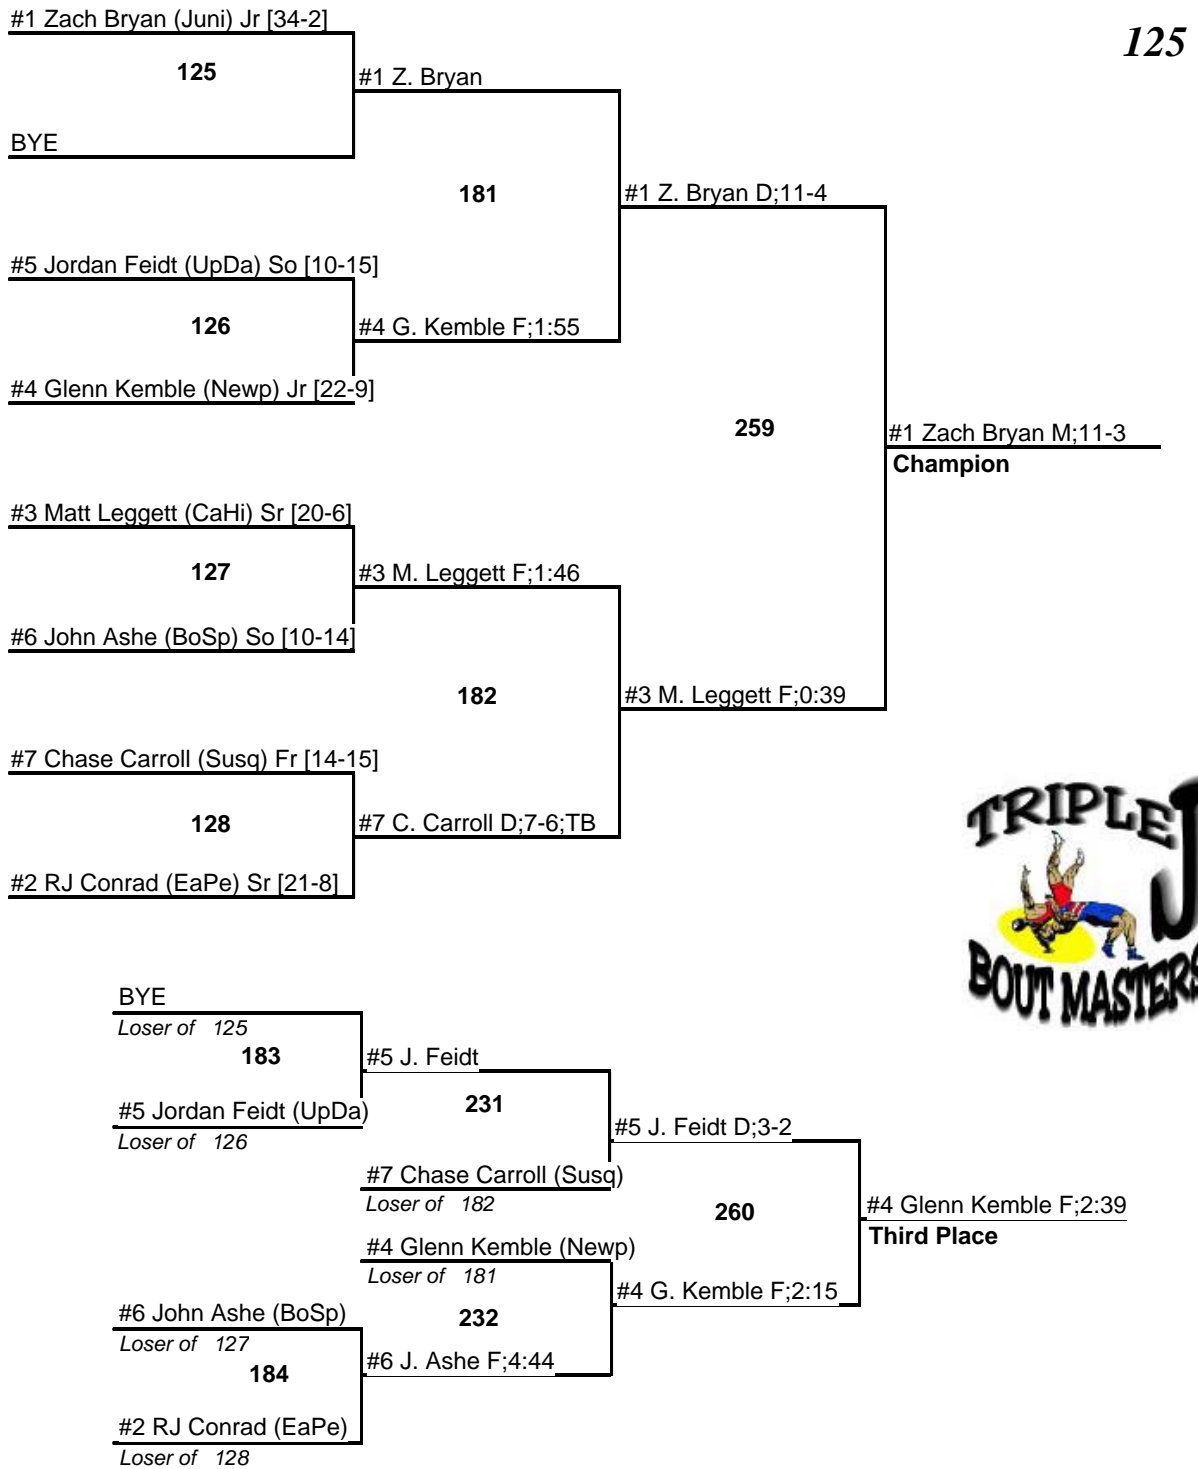 #1 Zach Bryan (Juni) Jr [34-2]
125
125
#1 Z. Bryan
BYE
181
#1 Z. Bryan D;11-4
#5 Jordan Feidt (UpDa) So [10-15]
126
#4 G. Kemble F;1:55
#4 Glenn Kemble (Newp) Jr [22-9]
259
#1 Zach Bryan M;11-3
Champion
#3 Matt Leggett (CaHi) Sr [20-6]
127
#3 M. Leggett F;1:46
#6 John Ashe (BoSp) So [10-14]
182
#3 M. Leggett F;0:39
#7 Chase Carroll (Susq) Fr [14-15]
128
#7 C. Carroll D;7-6;TB
#2 RJ Conrad (EaPe) Sr [21-8]
TRIPLE J
BOUT MASTERS
BYE
Loser of 125
183
#5 J. Feidt
#5 Jordan Feidt (UpDa)
Loser of 126
231
#5 J. Feidt D;3-2
#7 Chase Carroll (Susq)
Loser of 182
260
#4 Glenn Kemble F;2:39
Third Place
#4 Glenn Kemble (Newp)
Loser of 181
#4 G. Kemble F;2:15
#6 John Ashe (BoSp)
Loser of 127
232
#6 J. Ashe F;4:44
184
#2 RJ Conrad (EaPe)
Loser of 128